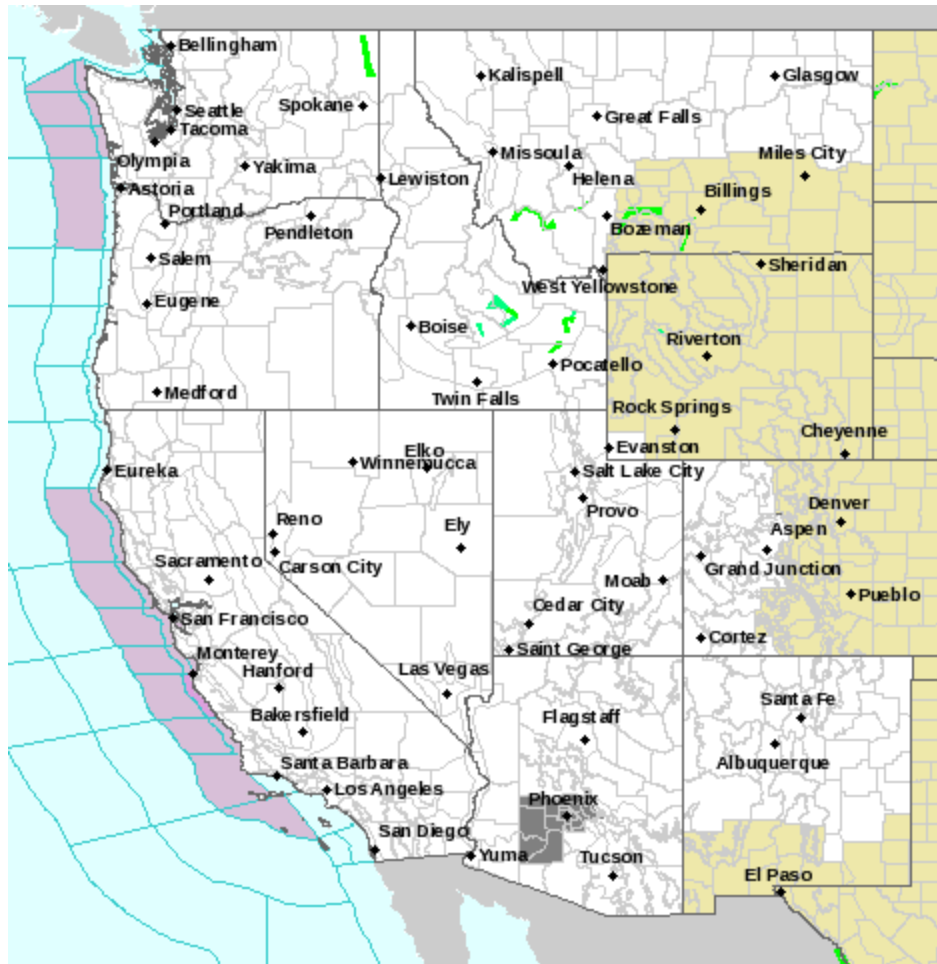 Bellingham
Kalispell
Glasgow
Spokane
Seattle
Great Falls
Tacoma
Olympia
Missoula
Miles City
Yakima
Helena
Lewiston
Astoria
Billings
Portland
Pendleton
Bozeman
Salem
Sheridan
West Yellowstone
Eugene
Boise
Riverton
Pocatello
Medford
Twin Falls
Rock Springs
Cheyenne
Evanston
Elko
Winnemucca
Eureka
Salt Lake City
Denver
Provo
Reno
Ely
Aspen
Sacramento
Carson City
Grand Junction
Moab
Pueblo
Cedar City
San Francisco
Cortez
Saint George
Monterey
Hanford
Las Vegas
Santa Fe
Bakersfield
Flagstaff
Albuquerque
Santa Barbara
Los Angeles
Phoenix
San Diego
Yuma
Tucson
El Paso